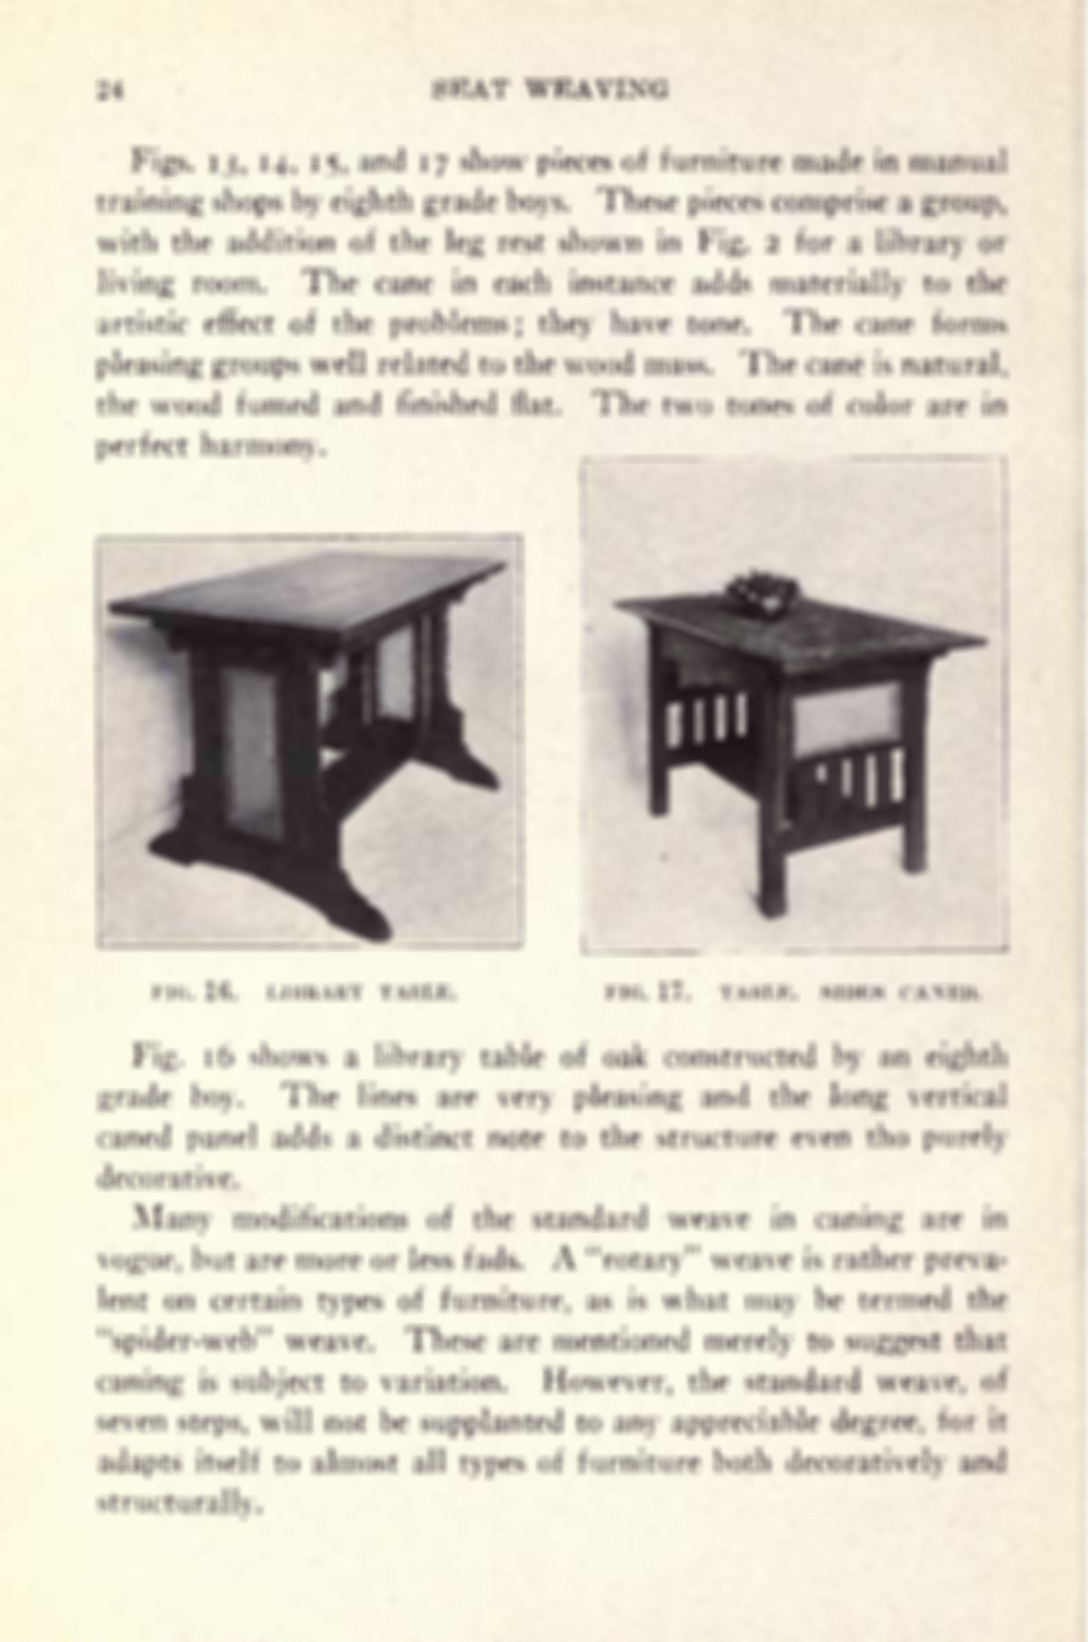 24 SEAT WEAVING
Figs. 13, 14, 15, and 17 show pieces of furniture made in manual
training shops by eighth grade boys. These pieces comprise a group,
with the addition of the leg rest shown in Fig. 2 for a library or
living room. The cane in each instance adds materially to the
artistic effect of the problems; they have tone. The cane forms
pleasing groups well related to the wood mass. The cane is natural,
the wood fumed and finished flat. The two tones of color are in
perfect harmony.
FIG. 16. LIBRARY TABLE.
FIG. 17. TABLE. SIDES CANED.
Fig. 16 shows a library table of oak constructed by an eighth
grade boy. The lines are very pleasing and the long vertical
caned panel adds a distinct note to the structure even tho purely
decorative.
Many modifications of the standard weave in caning are in
vogue, but are more or less fads. A "rotary" weave is rather preva-
lent on certain types of furniture, as is what may be termed the
"spider-web" weave. These are mentioned merely to suggest that
caning is subject to variation. However, the standard weave, of
seven steps, will not be supplanted to any appreciable degree, for it
adapts itself to almost all types of furniture both decoratively and
structurally.